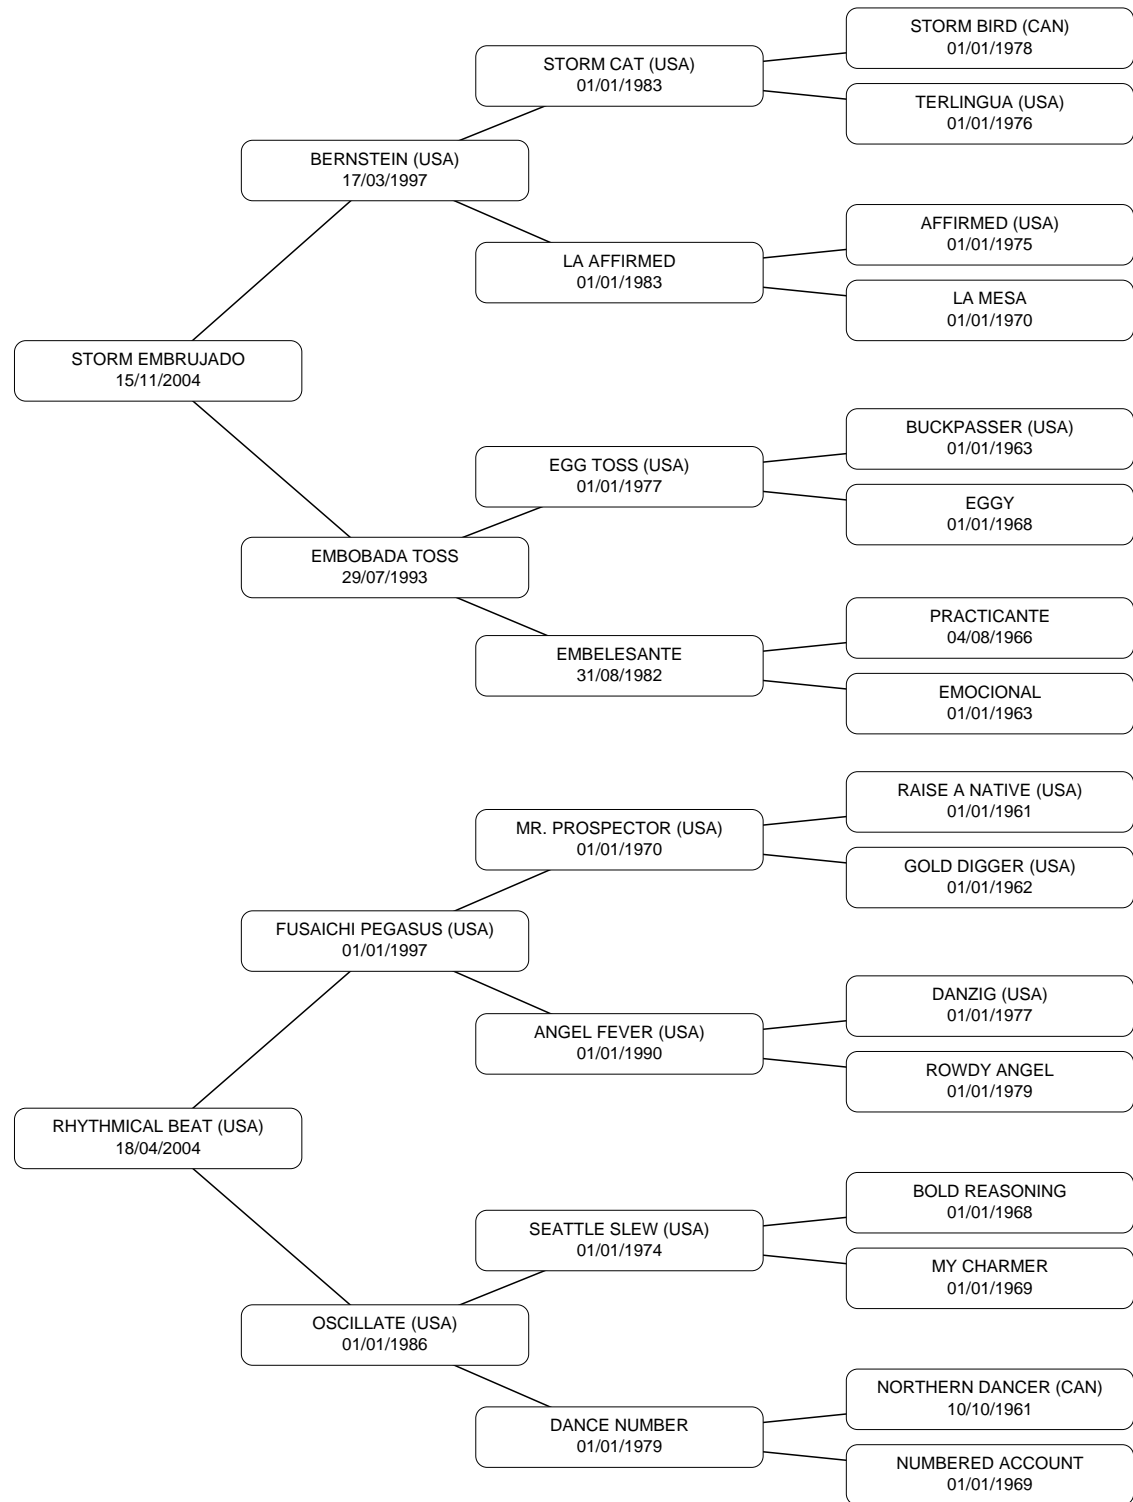 STORM BIRD (CAN)
01/01/1978
STORM CAT (USA)
01/01/1983
TERLINGUA (USA)
01/01/1976
BERNSTEIN (USA)
17/03/1997
AFFIRMED (USA)
01/01/1975
LA AFFIRMED
01/01/1983
LA MESA
01/01/1970
STORM EMBRUJADO
15/11/2004
BUCKPASSER (USA)
01/01/1963
EGG TOSS (USA)
01/01/1977
EGGY
01/01/1968
EMBOBADA TOSS
29/07/1993
PRACTICANTE
04/08/1966
EMBELESANTE
31/08/1982
EMOCIONAL
01/01/1963
RAISE A NATIVE (USA)
01/01/1961
MR. PROSPECTOR (USA)
01/01/1970
GOLD DIGGER (USA)
01/01/1962
FUSAICHI PEGASUS (USA)
01/01/1997
DANZIG (USA)
01/01/1977
ANGEL FEVER (USA)
01/01/1990
ROWDY ANGEL
01/01/1979
RHYTHMICAL BEAT (USA)
18/04/2004
BOLD REASONING
01/01/1968
SEATTLE SLEW (USA)
01/01/1974
MY CHARMER
01/01/1969
OSCILLATE (USA)
01/01/1986
NORTHERN DANCER (CAN)
10/10/1961
DANCE NUMBER
01/01/1979
NUMBERED ACCOUNT
01/01/1969